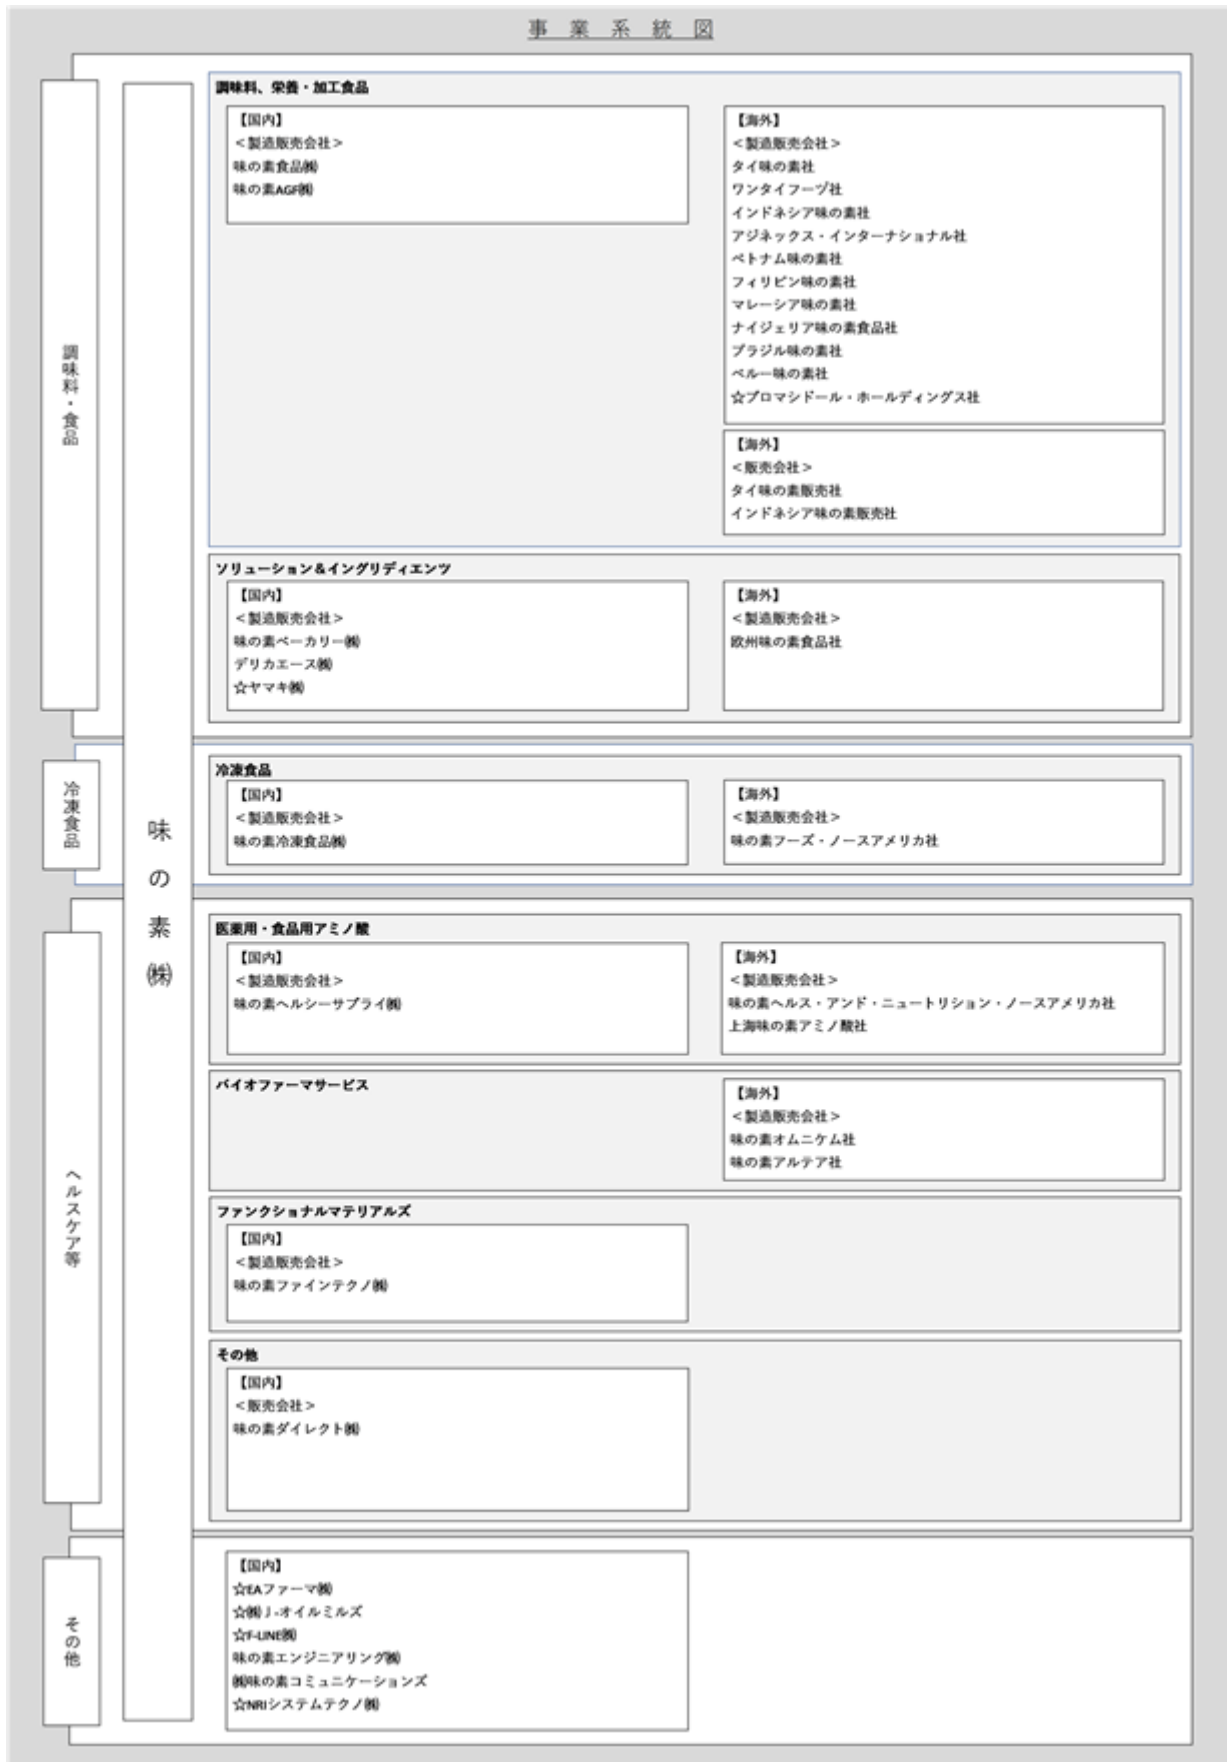 事業系統図
調味料・食品
味の素㈱
調味料、栄養・加工食品
【国内】
＜製造販売会社＞
味の素食品㈱
味の素AGF㈱
【海外】
＜製造販売会社＞
タイ味の素社
ワンタイフーヅ社
インドネシア味の素社
アジネックス・インターナショナル社
ベトナム味の素社
フィリピン味の素社
マレーシア味の素社
ナイジェリア味の素食品社
ブラジル味の素社
ペルー味の素社
☆プロマシドール・ホールディングス社
【海外】
＜販売会社＞
タイ味の素販売社
インドネシア味の素販売社
ソリューション＆イングリディエンツ
【国内】
＜製造販売会社＞
味の素ベーカリー㈱
デリカエース㈱
☆ヤマキ㈱
【海外】
＜製造販売会社＞
欧州味の素食品社
冷凍食品
冷凍食品
【国内】
＜製造販売会社＞
味の素冷凍食品㈱
【海外】
＜製造販売会社＞
味の素フーズ・ノースアメリカ社
ヘルスケア等
医薬用・食品用アミノ酸
【国内】
＜製造販売会社＞
味の素ヘルシーサプライ㈱
【海外】
＜製造販売会社＞
味の素ヘルス・アンド・ニュートリション・ノースアメリカ社
上海味の素アミノ酸社
バイオファーマサービス
【海外】
＜製造販売会社＞
味の素オムニケム社
味の素アルテア社
ファンクショナルマテリアルズ
【国内】
＜製造販売会社＞
味の素ファインテクノ㈱
その他
【国内】
＜販売会社＞
味の素ダイレクト㈱
その他
【国内】
☆EAファーマ㈱
☆㈱Ｊ-オイルミルズ
☆F-LINE㈱
味の素エンジニアリング㈱
㈱味の素コミュニケーションズ
☆NRIシステムテクノ㈱